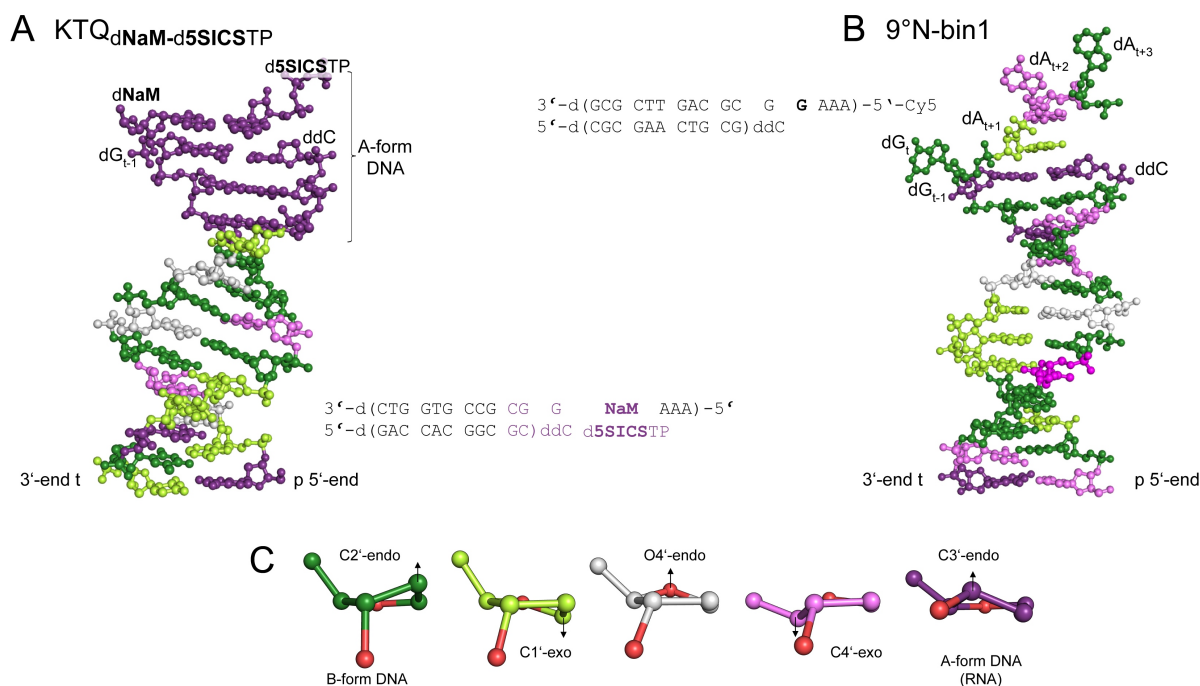 A KTQdNaM-d5SICSTP
d5SICSTP
dNaM
ddC
dGt-1
A-form
DNA
3‘-end t
p 5‘-end
3‘-d(GCG CTT GAC GC G G AAA)-5‘-Cy5
5‘-d(CGC GAA CTG CG)ddC
3‘-d(CTG GTG CCG CG G NaM AAA)-5‘
5‘-d(GAC CAC GGC GC)ddC d5SICSTP
B 9°N-bin1
dAt+3
dAt+2
dAt+1
dGt
dGt-1
ddC
3‘-end t
p 5‘-end
C
C2‘-endo
B-form DNA
C1‘-exo
O4‘-endo
C4‘-exo
C3‘-endo
A-form DNA
(RNA)